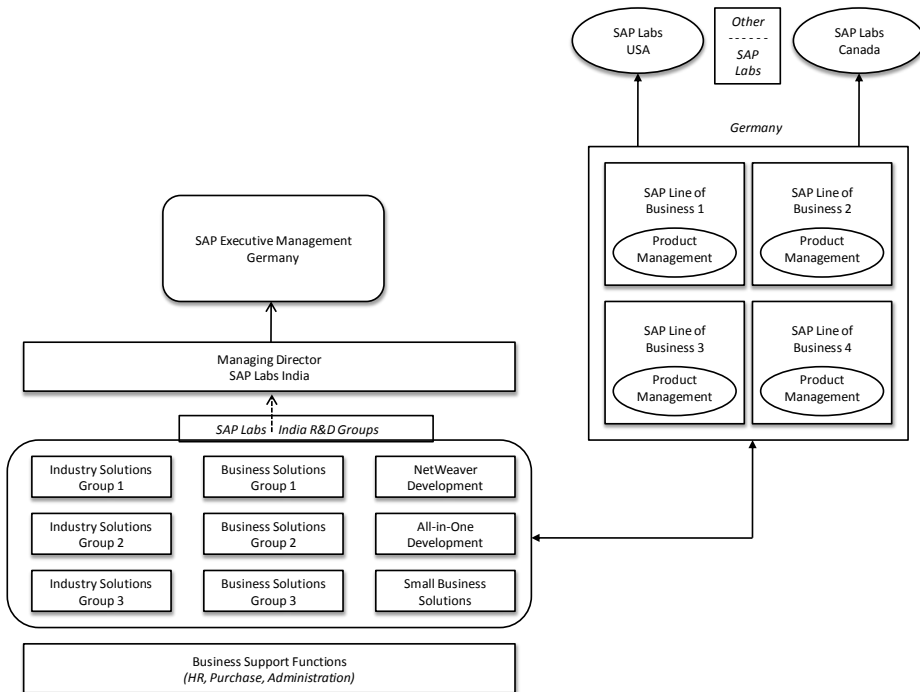 SAP Labs
USA
Other
SAP
Labs
SAP Labs
Canada
Germany
SAP Line of
Business 1
Product
Management
SAP Line of
Business 2
Product
Management
SAP Line of
Business 3
Product
Management
SAP Line of
Business 4
Product
Management
SAP Executive Management
Germany
Managing Director
SAP Labs India
SAP Labs India R&D Groups
Industry Solutions
Group 1
Business Solutions
Group 1
NetWeaver
Development
Industry Solutions
Group 2
Business Solutions
Group 2
All-in-One
Development
Industry Solutions
Group 3
Business Solutions
Group 3
Small Business
Solutions
Business Support Functions
(HR, Purchase, Administration)